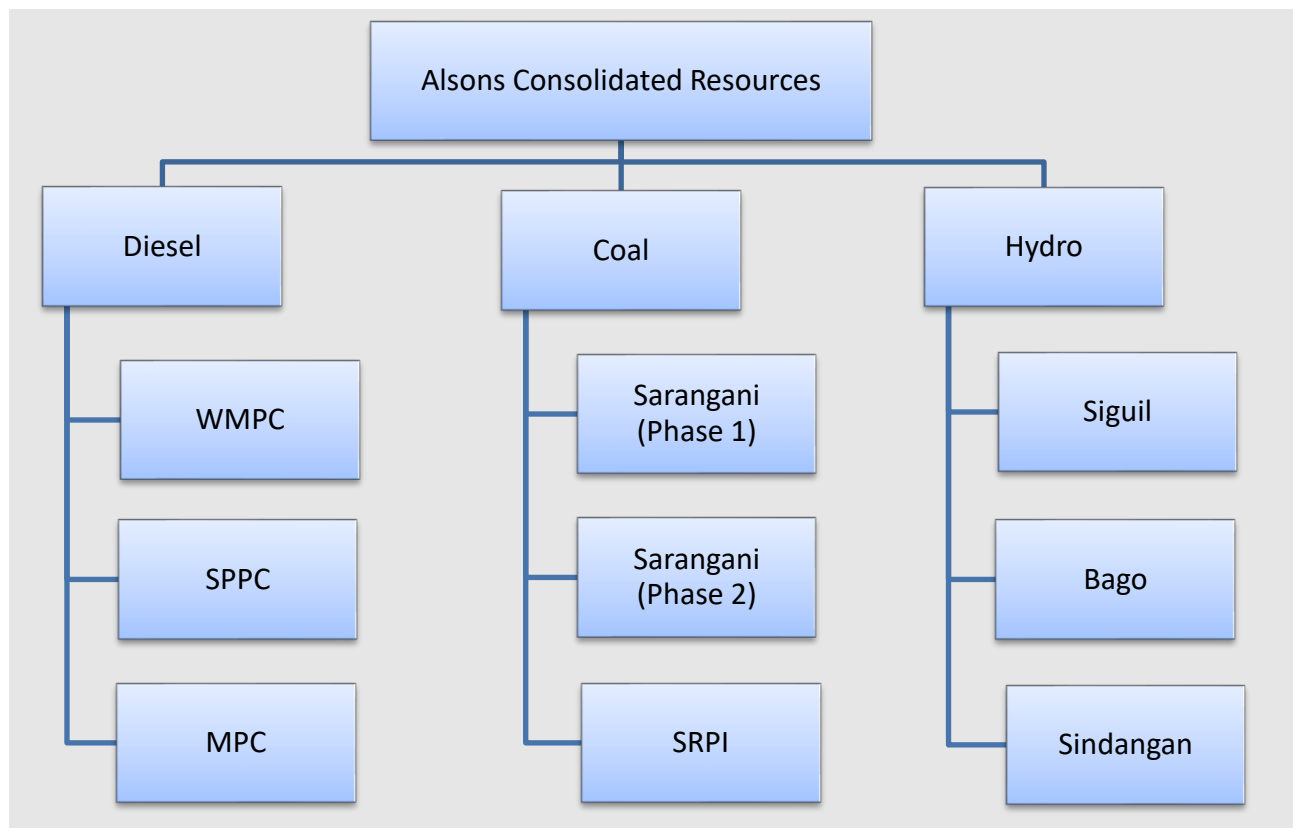 Alsons Consolidated Resources
Diesel
Coal
Hydro
WMPC
Sarangani
(Phase 1)
Siguil
SPPC
Sarangani
(Phase 2)
Bago
MPC
SRPI
Sindangan